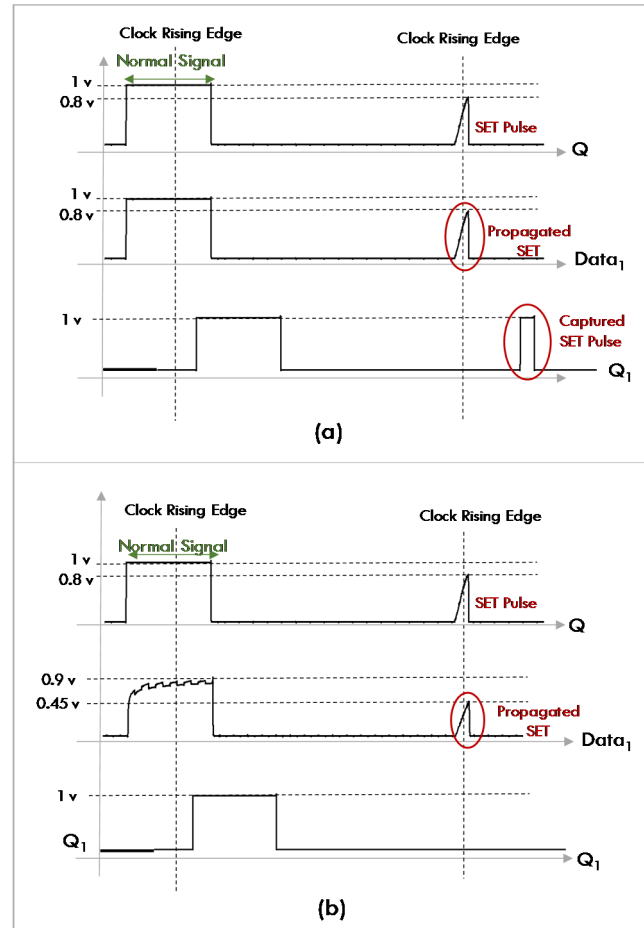 Clock Rising Edge
Clock Rising Edge
Normal Signal
1 v
0.8 v
SET Pulse
Q
1 v
0.8 v
Propagated
SET
Data1
1 v
Captured
SET Pulse
Q1
(a)
Clock Rising Edge
Clock Rising Edge
Normal Signal
1 v
0.8 v
SET Pulse
Q
0.9 v
0.45 v
Propagated
SET
Data1
1 v
Q1
Q1
(b)